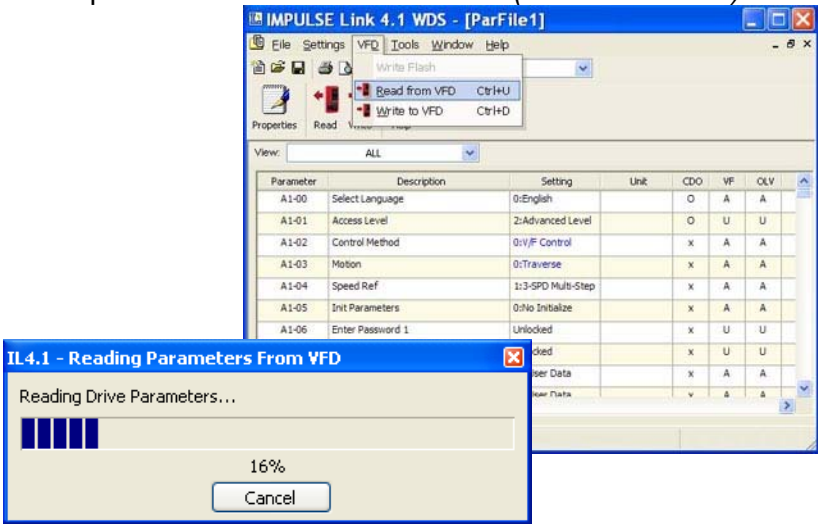 IMPULSE Link 4.1 WDS - [ParFile1]
File Settings VFD Tools Window Help
Write Flash
Read from VFD Ctrl+U
Write to VFD Ctrl+D
Properties Read
View: ALL
Parameter Description Setting Unit CDO VF OLV
A1-00 Select Language 0:English O A A
A1-01 Access Level 2:Advanced Level O U U
A1-02 Control Method 0:V/F Control x A A
A1-03 Motion 0:Traverse x A A
A1-04 Speed Ref 1:3-SPD Multi-Step x A A
A1-05 Init Parameters 0:No Initialize x A A
A1-06 Enter Password 1 Unlocked x U U
x U U
User Data x A A
IL4.1 - Reading Parameters From VFD
Reading Drive Parameters...
16%
Cancel